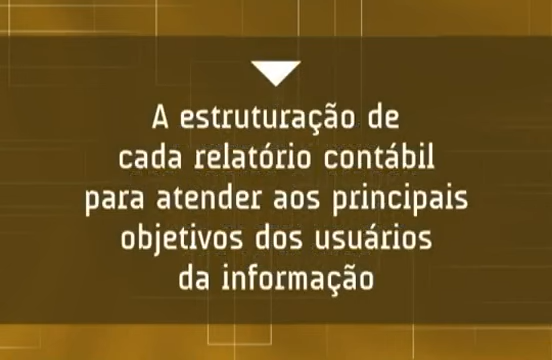 A estruturação de
cada relatório contábil
para atender aos principais
objetivos dos usuários
da informação